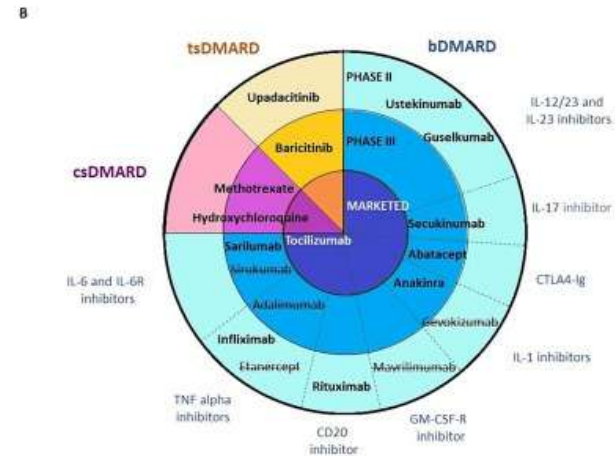 B
tsDMARD
bDMARD
csDMARD
PHASE II
Upadacitinib
Ustekinumab
Guselkumab
IL-12/23 and
IL-23 inhibitors
PHASE III
Baricitinib
Methotrexate
Hydroxychloroquine
MARKETED
Tocilizumab
Secukinumab
IL-17 inhibitor
Abatacept
CTLA4-Ig
Anakinra
Gevokizumab
IL-1 inhibitors
Mavrilimumab
GM-CSF-R
inhibitor
Rituximab
CD20
inhibitor
Sarilumab
Sirukumab
IL-6 and IL-6R
inhibitors
Adalimumab
Infliximab
Etanercept
TNF alpha
inhibitors